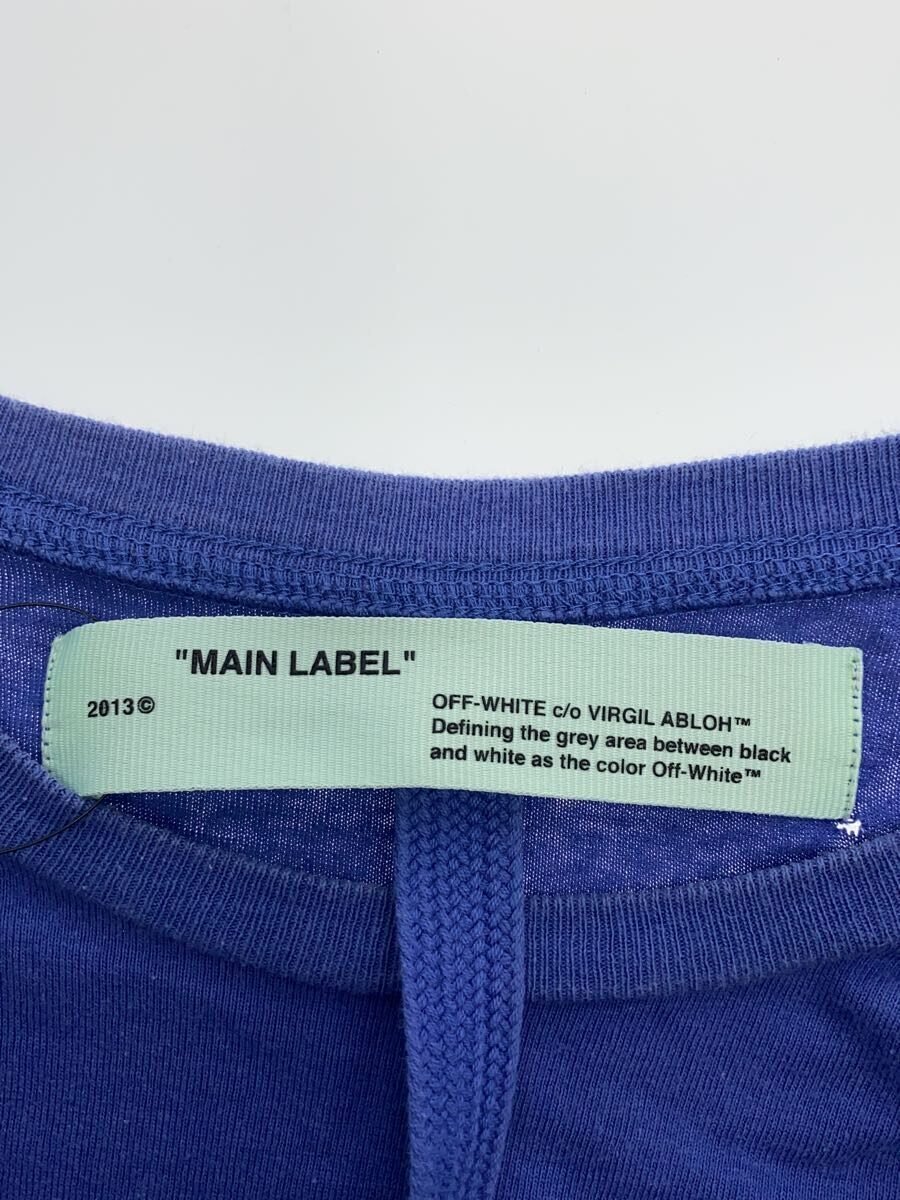 "MAIN LABEL"
2013©
OFF-WHITE c/o VIRGIL ABLOH™
Defining the grey area between black
and white as the color Off-White™